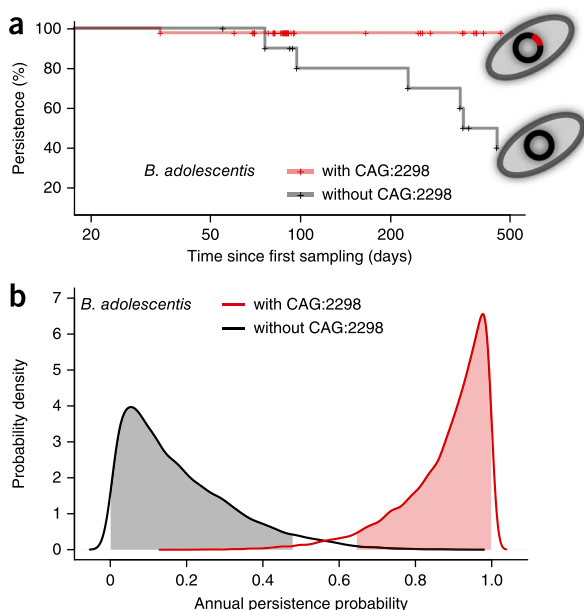 a
Persistence (%)
100
80
60
40
20
B. adolescentis
with CAG:2298
without CAG:2298
20
50
100
200
500
Time since first sampling (days)
b
Probability density
7
6
5
4
3
2
1
0
B. adolescentis
with CAG:2298
without CAG:2298
0
0.2
0.4
0.6
0.8
1.0
Annual persistence probability